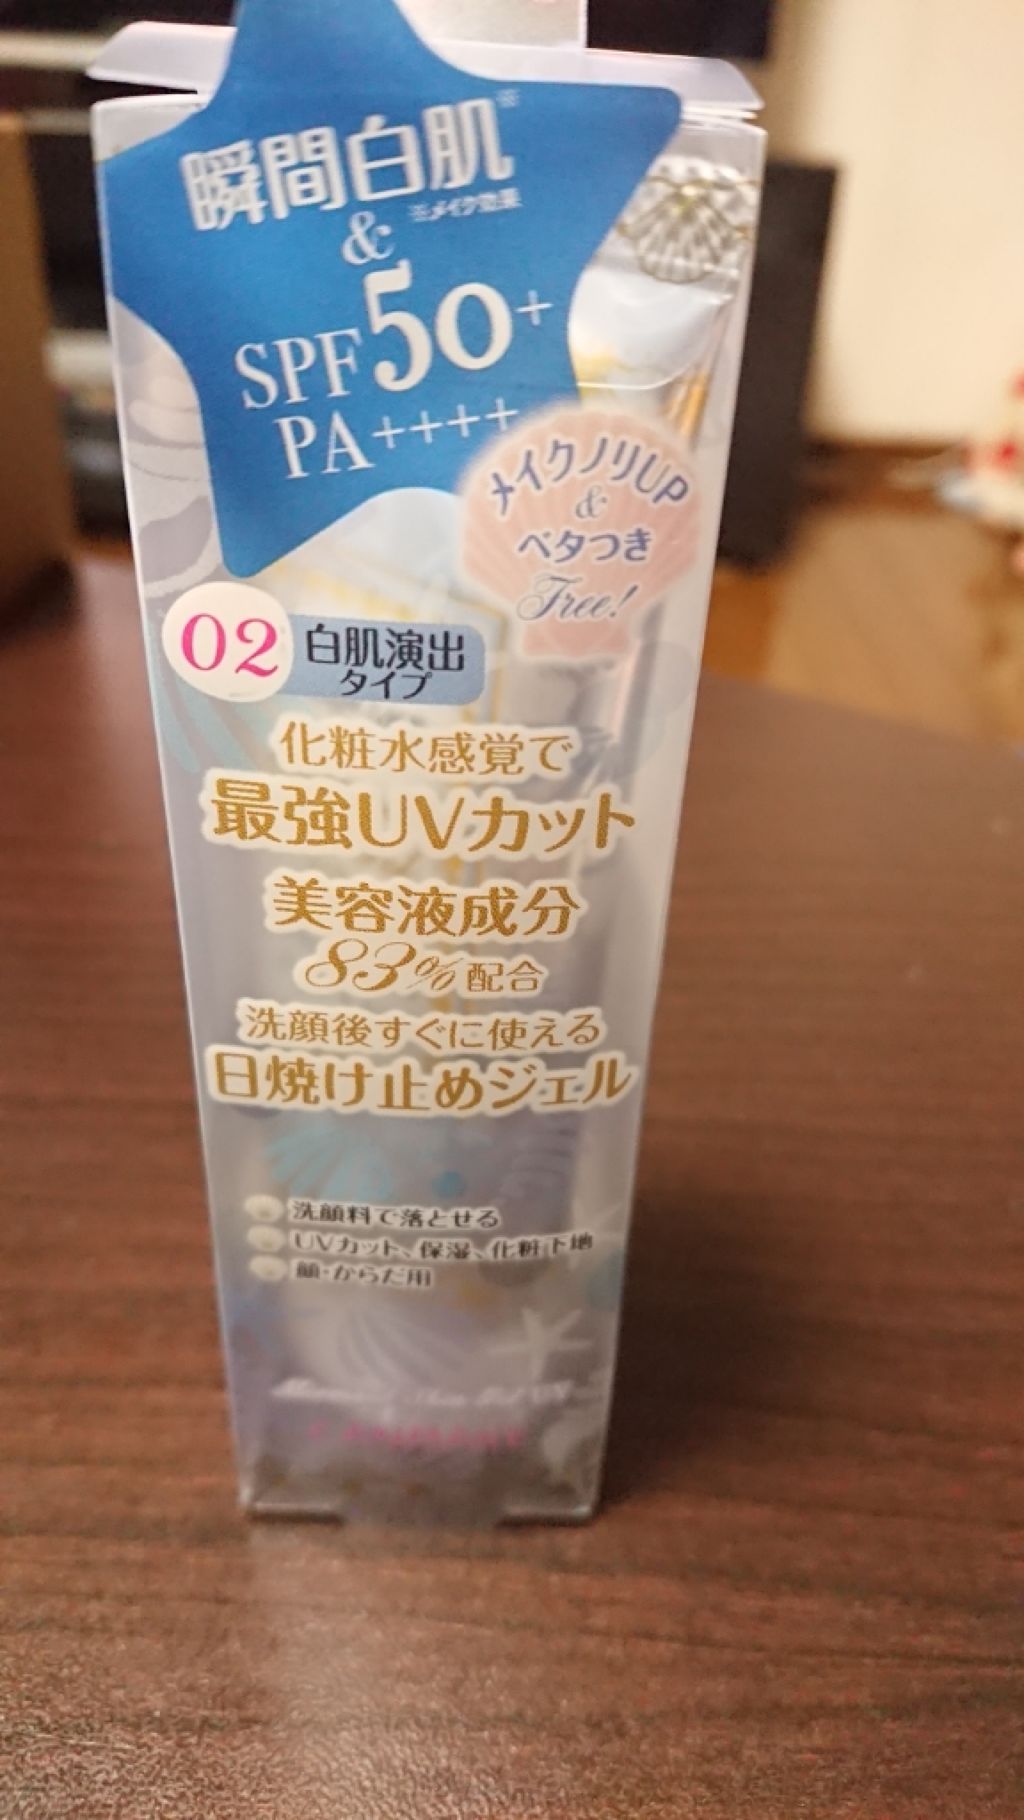 瞬間白肌※
※メイク効果
&
SPF50+
PA++++
メイクノリUP
&
ベタつき
Free!
02
白肌演出
タイプ
化粧水感覚で
最強UVカット
美容液成分
83%配合
洗顔後すぐに使える
日焼け止めジェル
洗顔料で落とせる
UVカット、保湿、化粧下地
顔・からだ用